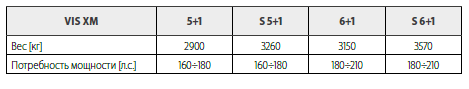 VIS XM 5+1 S 5+1 6+1 S 6+1
Вес [кг] 2900 3260 3150 3570
Потребность мощности [л.с.] 160÷180 160÷180 180÷210 180÷210